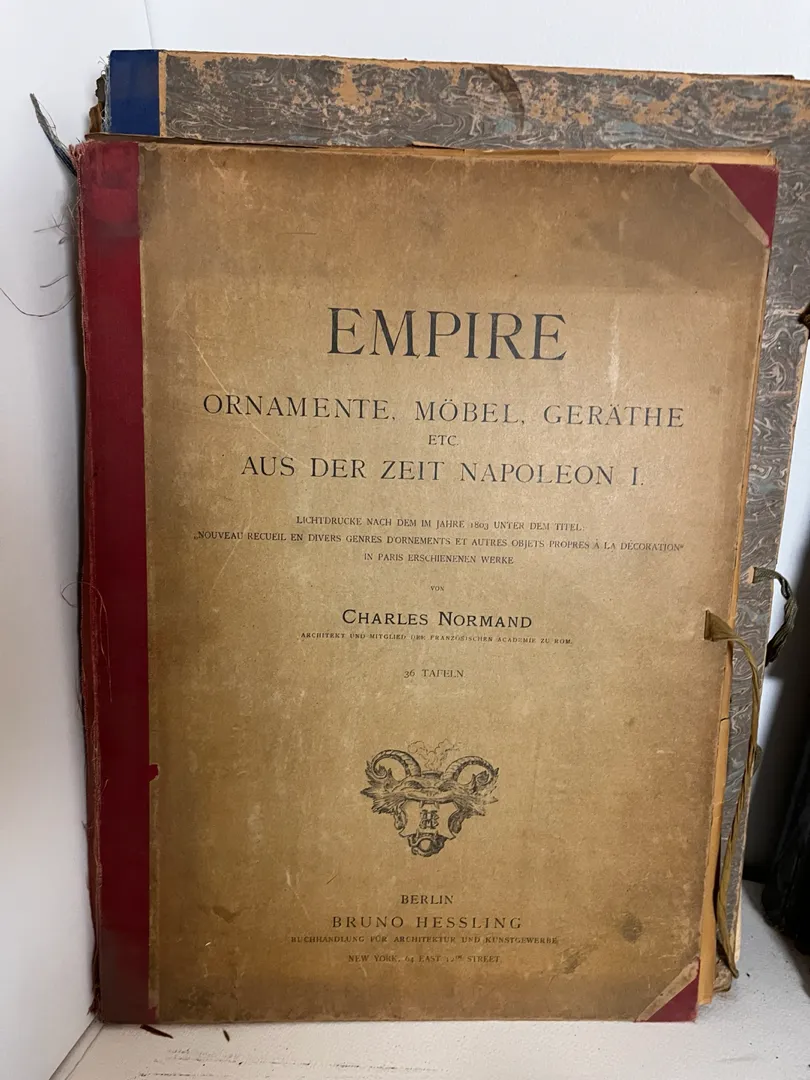 EMPIRE
ORNAMENTE, MÖBEL, GERÄTHE
ETC.
AUS DER ZEIT NAPOLEON I.
LICHTDRUCKE NACH DEM IM JAHRE 1803 UNTER DEM TITEL:
„NOUVEAU RECUEIL EN DIVERS GENRES D'ORNEMENTS ET AUTRES OBJETS PROPRES À LA DÉCORATION“
IN PARIS ERSCHIENENEN WERKE
VON
CHARLES NORMAND
ARCHITEKT UND MITGLIED DER FRANZÖSISCHEN ACADEMIE ZU ROM.
36 TAFELN
H
BERLIN
BRUNO HESSLING
BUCHHANDLUNG FÜR ARCHITEKTUR UND KUNSTGEWERBE
NEW YORK, 64 EAST STREET